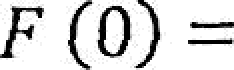 F (0) =